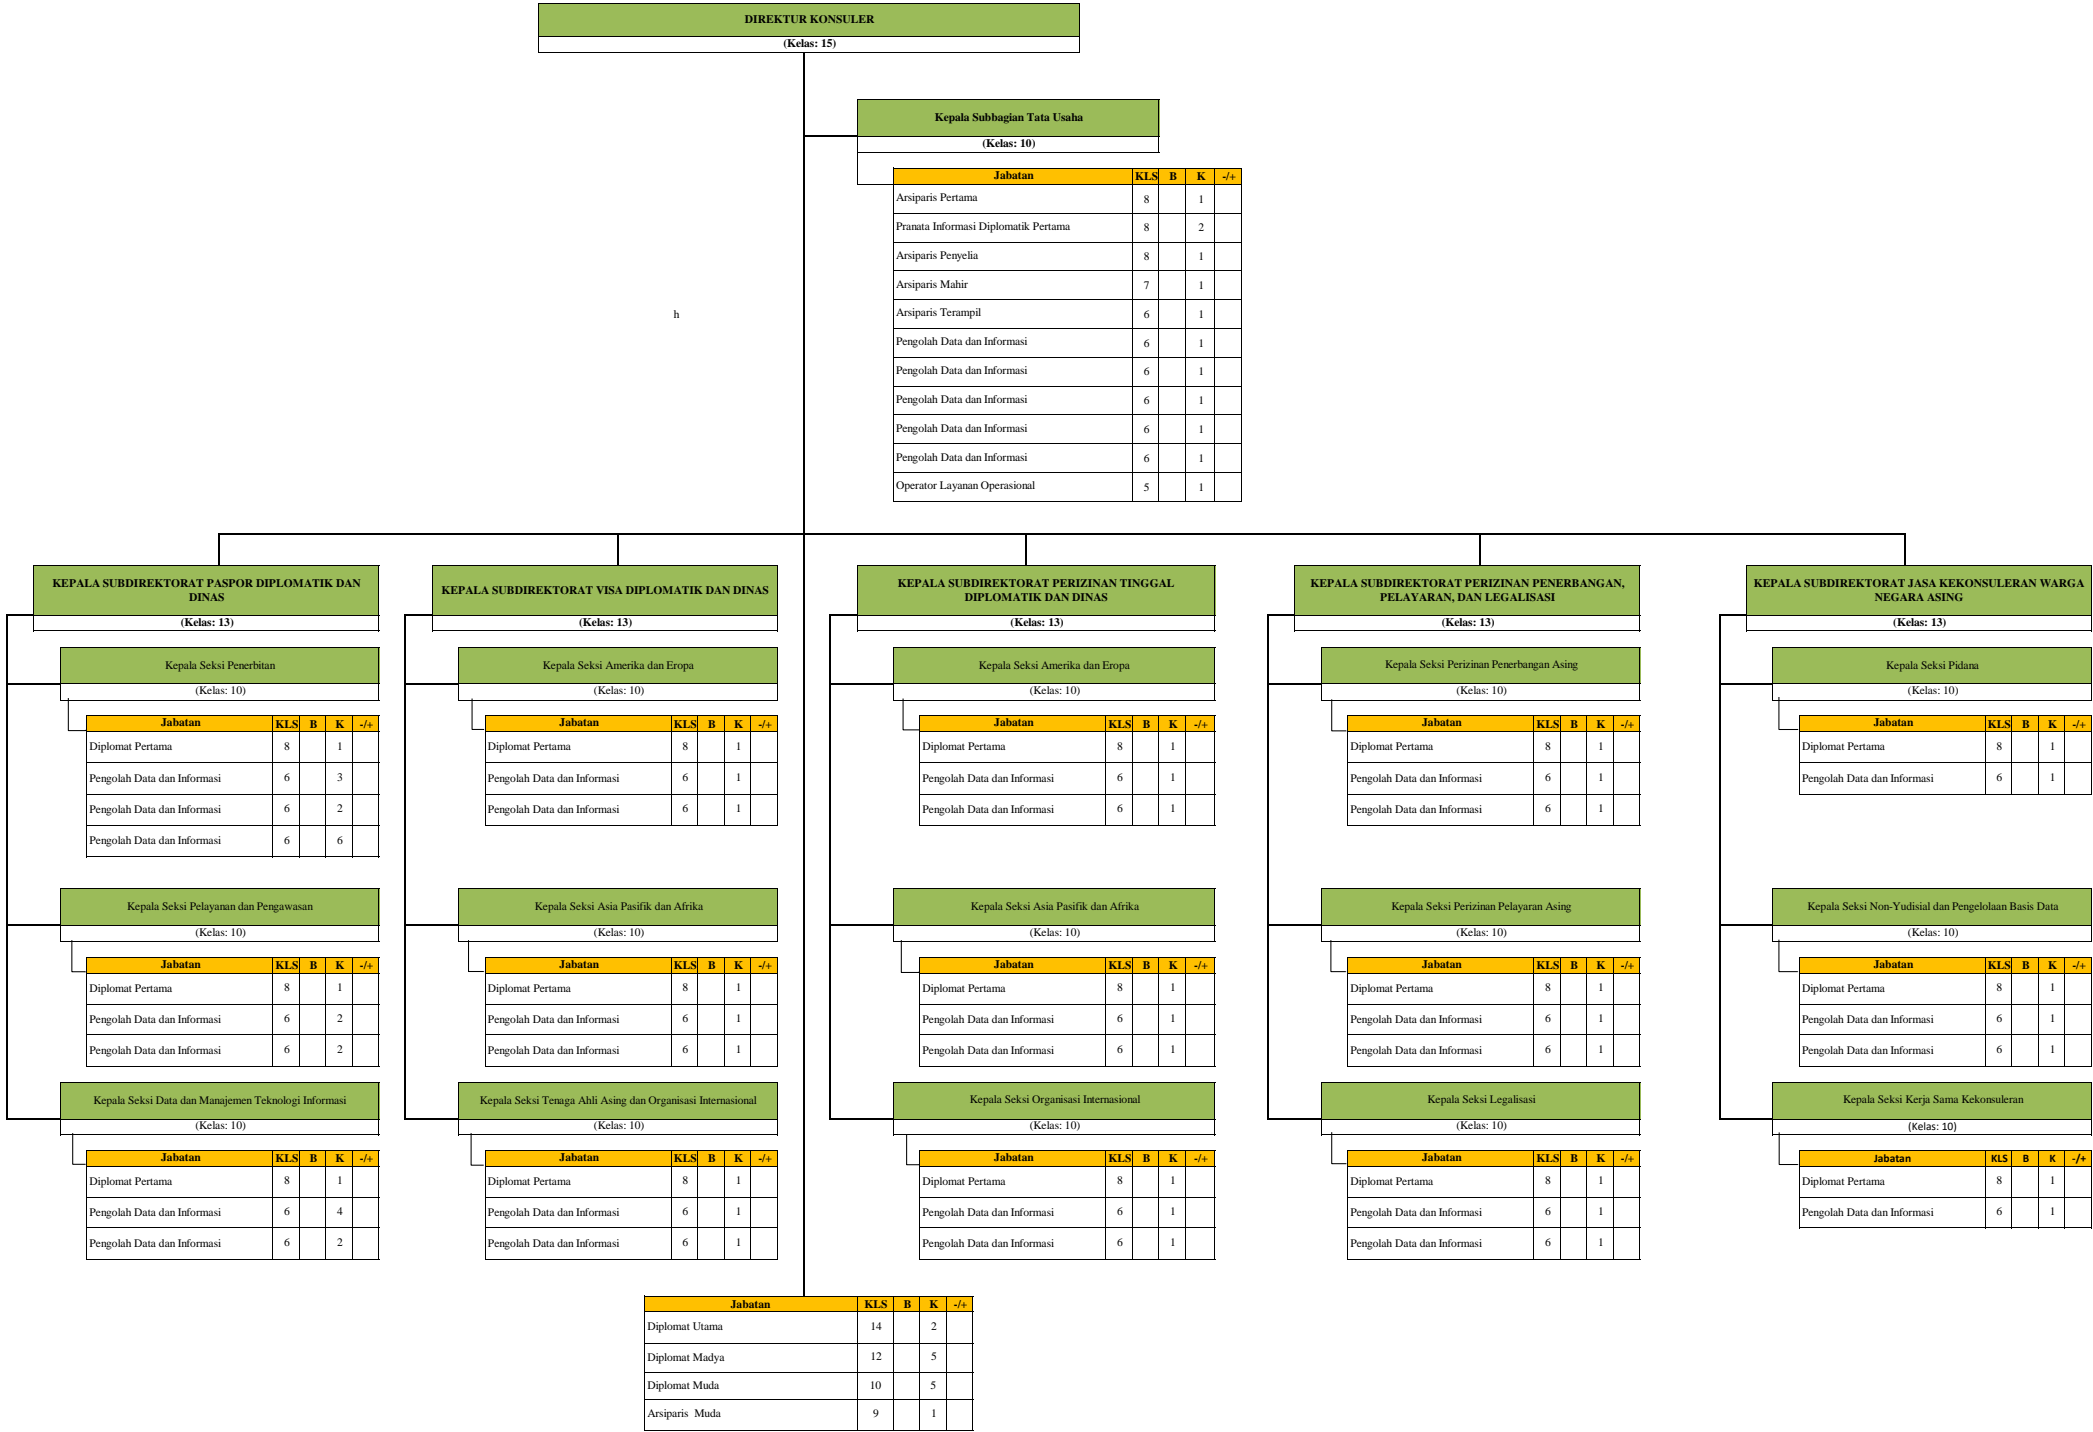 DIREKTUR KONSULER
(Kelas: 15)
Kepala Subbagian Tata Usaha
(Kelas: 10)
Jabatan KLS B K -/+
Arsiparis Pertama 8 1
Pranata Informasi Diplomatik Pertama 8 2
Arsiparis Penyelia 8 1
Arsiparis Mahir 7 1
h
Arsiparis Terampil 6 1
Pengolah Data dan Informasi 6 1
Pengolah Data dan Informasi 6 1
Pengolah Data dan Informasi 6 1
Pengolah Data dan Informasi 6 1
Pengolah Data dan Informasi 6 1
Operator Layanan Operasional 5 1
KEPALA SUBDIREKTORAT PASPOR DIPLOMATIK DAN
DINAS
(Kelas: 13)
Kepala Seksi Penerbitan
(Kelas: 10)
Jabatan KLS B K -/+
Diplomat Pertama 8 1
Pengolah Data dan Informasi 6 3
Pengolah Data dan Informasi 6 2
Pengolah Data dan Informasi 6 6
Kepala Seksi Pelayanan dan Pengawasan
(Kelas: 10)
Jabatan KLS B K -/+
Diplomat Pertama 8 1
Pengolah Data dan Informasi 6 2
Pengolah Data dan Informasi 6 2
Kepala Seksi Data dan Manajemen Teknologi Informasi
(Kelas: 10)
Jabatan KLS B K -/+
Diplomat Pertama 8 1
Pengolah Data dan Informasi 6 4
Pengolah Data dan Informasi 6 2
KEPALA SUBDIREKTORAT VISA DIPLOMATIK DAN DINAS
(Kelas: 13)
Kepala Seksi Amerika dan Eropa
(Kelas: 10)
Jabatan KLS B K -/+
Diplomat Pertama 8 1
Pengolah Data dan Informasi 6 1
Pengolah Data dan Informasi 6 1
Kepala Seksi Asia Pasifik dan Afrika
(Kelas: 10)
Jabatan KLS B K -/+
Diplomat Pertama 8 1
Pengolah Data dan Informasi 6 1
Pengolah Data dan Informasi 6 1
Kepala Seksi Tenaga Ahli Asing dan Organisasi Internasional
(Kelas: 10)
Jabatan KLS B K -/+
Diplomat Pertama 8 1
Pengolah Data dan Informasi 6 1
Pengolah Data dan Informasi 6 1
KEPALA SUBDIREKTORAT PERIZINAN TINGGAL
DIPLOMATIK DAN DINAS
(Kelas: 13)
Kepala Seksi Amerika dan Eropa
(Kelas: 10)
Jabatan KLS B K -/+
Diplomat Pertama 8 1
Pengolah Data dan Informasi 6 1
Pengolah Data dan Informasi 6 1
Kepala Seksi Asia Pasifik dan Afrika
(Kelas: 10)
Jabatan KLS B K -/+
Diplomat Pertama 8 1
Pengolah Data dan Informasi 6 1
Pengolah Data dan Informasi 6 1
Kepala Seksi Organisasi Internasional
(Kelas: 10)
Jabatan KLS B K -/+
Diplomat Pertama 8 1
Pengolah Data dan Informasi 6 1
Pengolah Data dan Informasi 6 1
KEPALA SUBDIREKTORAT PERIZINAN PENERBANGAN,
PELAYARAN, DAN LEGALISASI
(Kelas: 13)
Kepala Seksi Perizinan Penerbangan Asing
(Kelas: 10)
Jabatan KLS B K -/+
Diplomat Pertama 8 1
Pengolah Data dan Informasi 6 1
Pengolah Data dan Informasi 6 1
Kepala Seksi Perizinan Pelayaran Asing
(Kelas: 10)
Jabatan KLS B K -/+
Diplomat Pertama 8 1
Pengolah Data dan Informasi 6 1
Pengolah Data dan Informasi 6 1
Kepala Seksi Legalisasi
(Kelas: 10)
Jabatan KLS B K -/+
Diplomat Pertama 8 1
Pengolah Data dan Informasi 6 1
Pengolah Data dan Informasi 6 1
KEPALA SUBDIREKTORAT JASA KEKONSULERAN WARGA
NEGARA ASING
(Kelas: 13)
Kepala Seksi Pidana
(Kelas: 10)
Jabatan KLS B K -/+
Diplomat Pertama 8 1
Pengolah Data dan Informasi 6 1
Kepala Seksi Non-Yudisial dan Pengelolaan Basis Data
(Kelas: 10)
Jabatan KLS B K -/+
Diplomat Pertama 8 1
Pengolah Data dan Informasi 6 1
Pengolah Data dan Informasi 6 1
Kepala Seksi Kerja Sama Kekonsuleran
(Kelas: 10)
Jabatan KLS B K -/+
Diplomat Pertama 8 1
Pengolah Data dan Informasi 6 1
Jabatan KLS B K -/+
Diplomat Utama 14 2
Diplomat Madya 12 5
Diplomat Muda 10 5
Arsiparis Muda 9 1